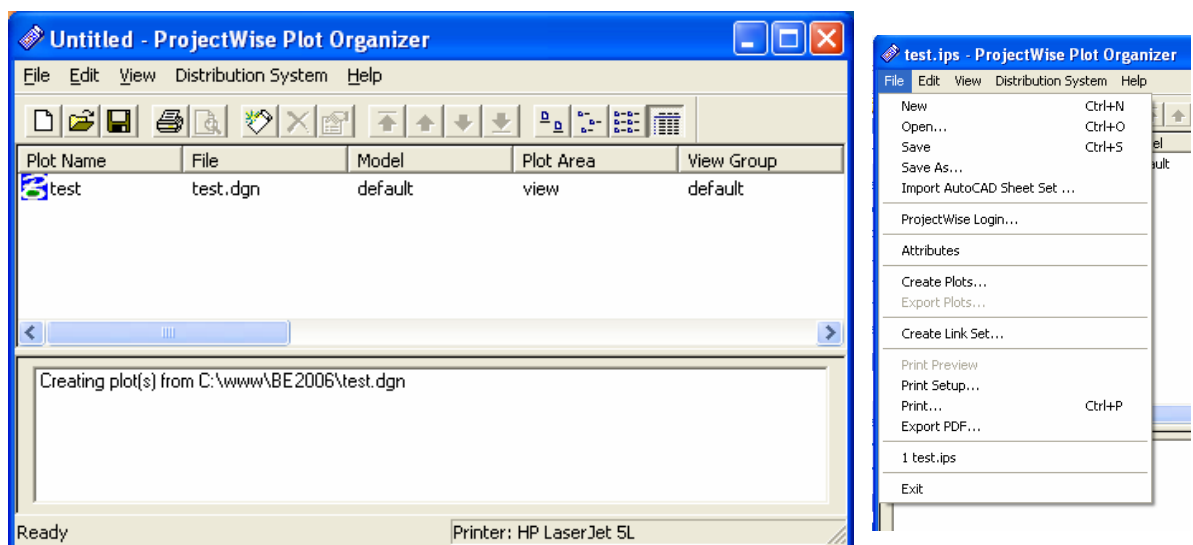 Untitled - ProjectWise Plot Organizer
File Edit View Distribution System Help
Plot Name File Model Plot Area View Group
test test.dgn default view default
Creating plot(s) from C:\www\BE2006\test.dgn
Ready Printer: HP LaserJet 5L
test.ips - ProjectWise Plot Organizer
File Edit View Distribution System Help
New Ctrl+N
Open... Ctrl+O
Save Ctrl+S
Save As...
Import AutoCAD Sheet Set ...
ProjectWise Login...
Attributes
Create Plots...
Export Plots...
Create Link Set...
Print Preview
Print Setup...
Print... Ctrl+P
Export PDF...
1 test.ips
Exit